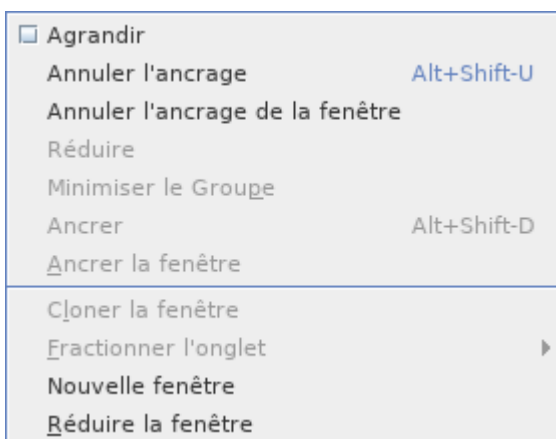 Agrandir
Annuler l'ancrage Alt+Shift-U
Annuler l'ancrage de la fenêtre
Réduire
Minimiser le Groupe
Ancrer Alt+Shift-D
Ancrer la fenêtre
Cloner la fenêtre
Fractionner l'onglet
Nouvelle fenêtre
Réduire la fenêtre